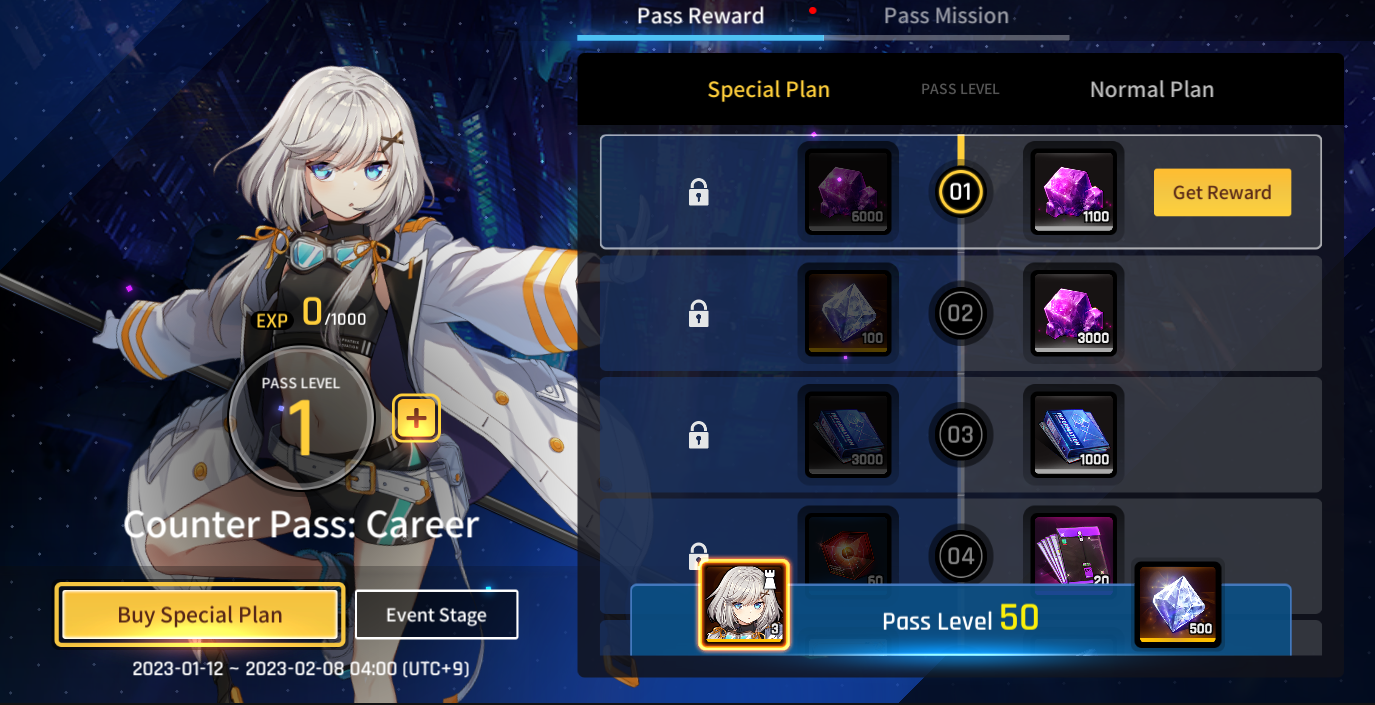 Pass Reward
Pass Mission
Special Plan
PASS LEVEL
Normal Plan
6000
01
1100
Get Reward
100
02
3000
3000
03
1000
60
04
20
EXP 0/1000
PASS LEVEL
1
+
Counter Pass: Career
Buy Special Plan
Event Stage
2023-01-12 ~ 2023-02-08 04:00 (UTC+9)
3
Pass Level 50
500